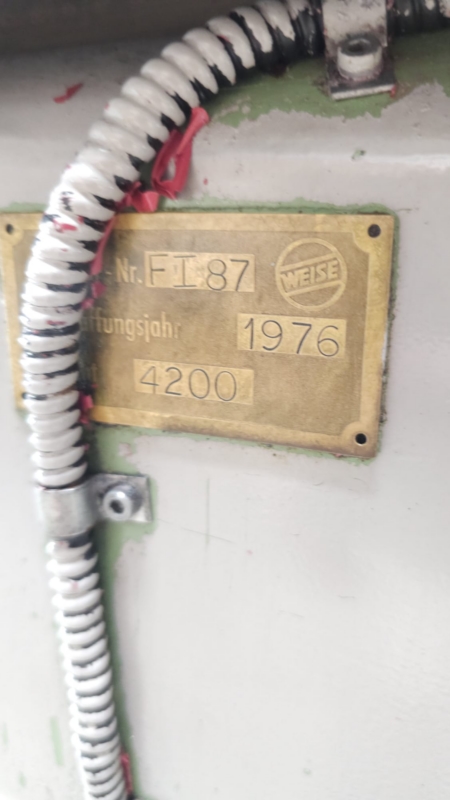 -Nr. FI 87
WEISE
ffungsjahr 1976
4200